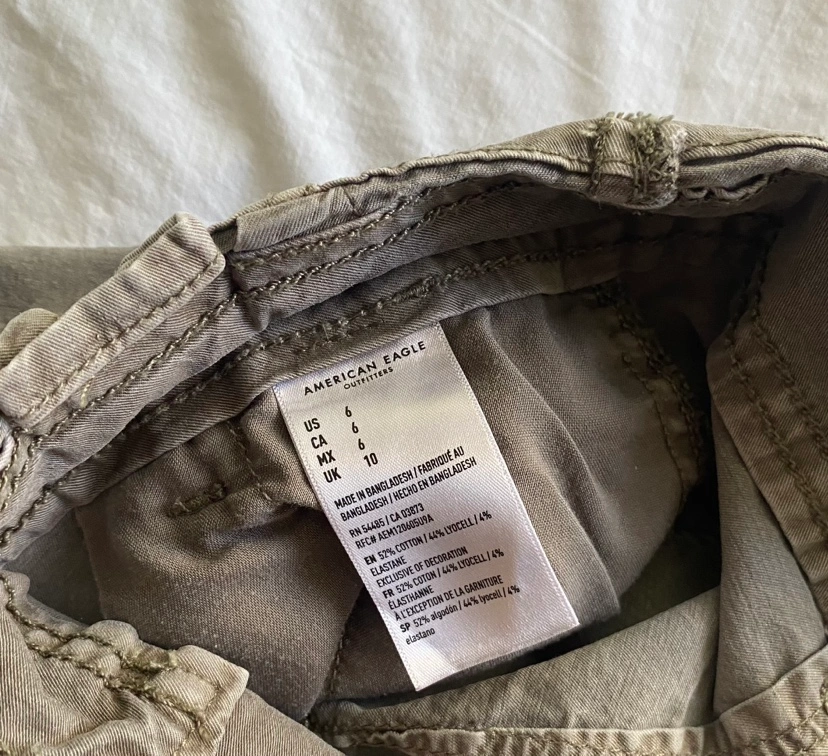 AMERICAN EAGLE
OUTFITTERS
US 6
CA 6
MX 6
UK 10
MADE IN BANGLADESH / FABRIQUÉ AU
BANGLADESH / HECHO EN BANGLADESH
RN 54485 / CA 03873
RFC# AEM120605U9A
EN 52% COTTON / 44% LYOCELL / 4%
ELASTANE
EXCLUSIVE OF DECORATION
FR 52% COTON / 44% LYOCELL / 4%
ÉLASTHANNE
À L'EXCEPTION DE LA GARNITURE
SP 52% algodón / 44% lyocell / 4%
elastano